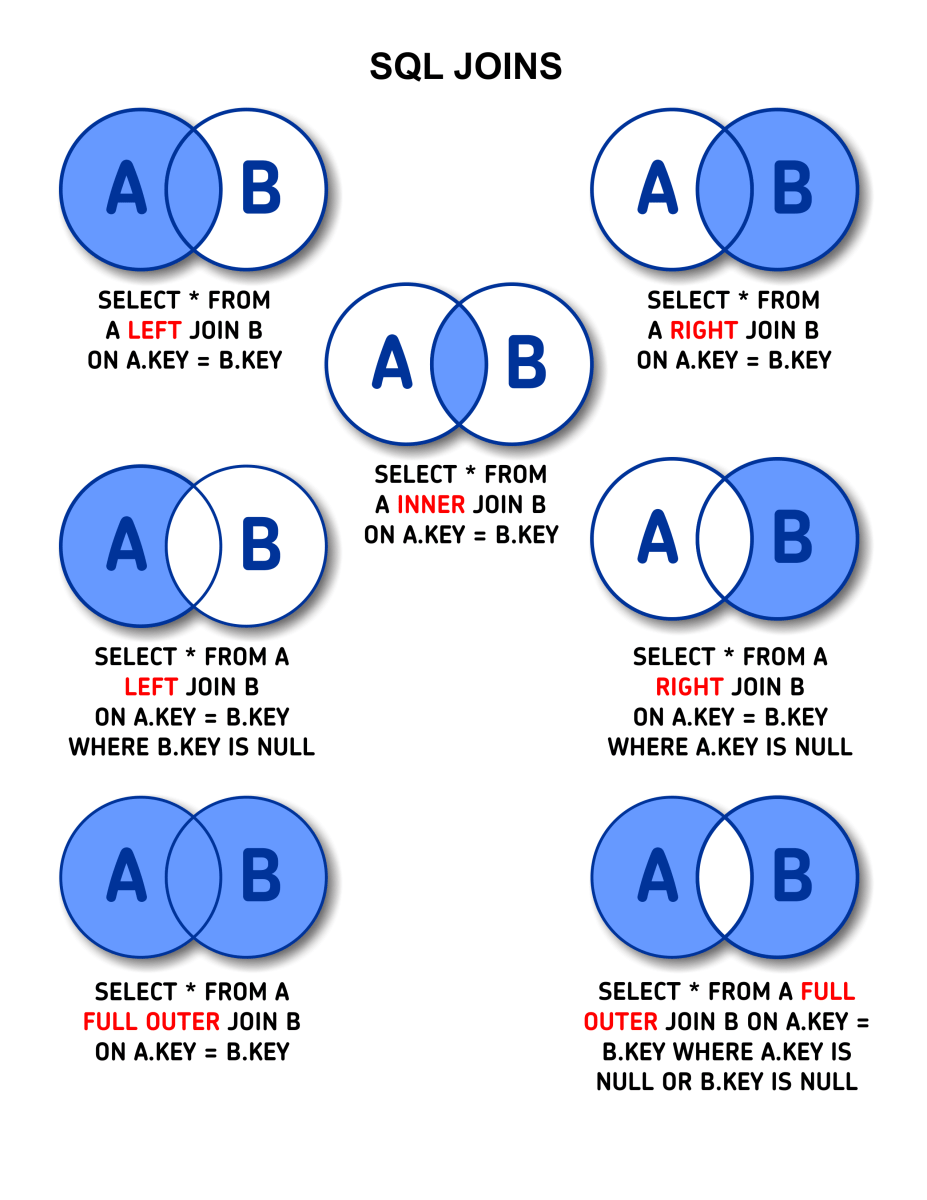 SQL JOINS
A B
SELECT * FROM
A LEFT JOIN B
ON A.KEY = B.KEY
A B
SELECT * FROM
A RIGHT JOIN B
ON A.KEY = B.KEY
A B
SELECT * FROM
A INNER JOIN B
ON A.KEY = B.KEY
A B
SELECT * FROM A
LEFT JOIN B
ON A.KEY = B.KEY
WHERE B.KEY IS NULL
A B
SELECT * FROM A
RIGHT JOIN B
ON A.KEY = B.KEY
WHERE A.KEY IS NULL
A B
SELECT * FROM A
FULL OUTER JOIN B
ON A.KEY = B.KEY
A B
SELECT * FROM A FULL
OUTER JOIN B ON A.KEY =
B.KEY WHERE A.KEY IS
NULL OR B.KEY IS NULL